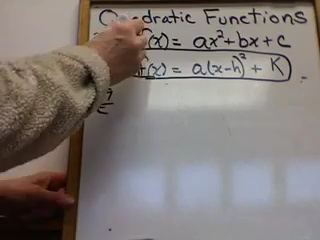 Quadratic Functions
f(x) = ax²+bx+c
f(x) = a(x-h)² + K